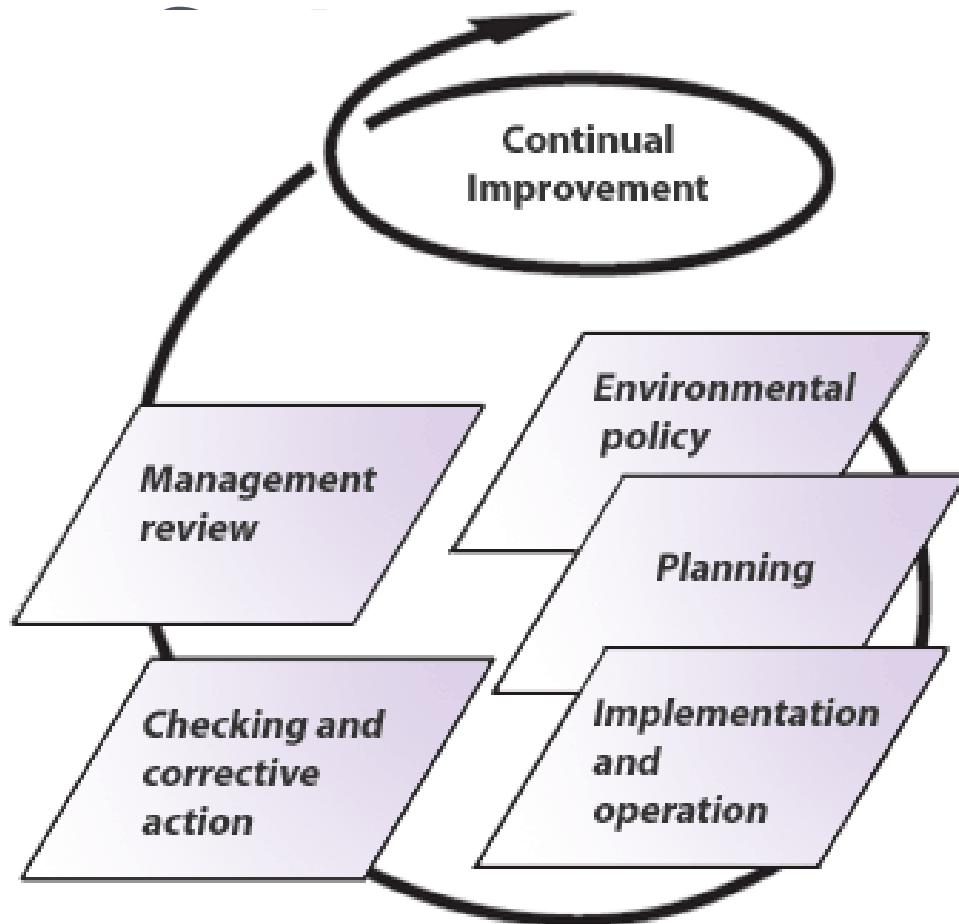 Continual
Improvement
Environmental
policy
Management
review
Planning
Implementation
and
operation
Checking and
corrective
action